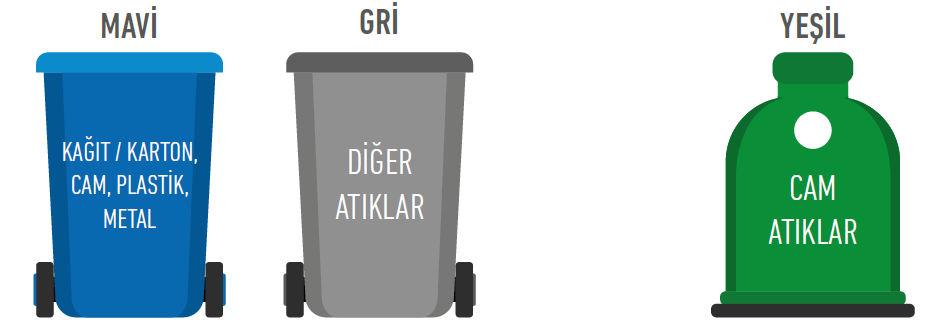 MAVİ
KAĞIT / KARTON,
CAM, PLASTİK,
METAL
GRİ
DİĞER
ATIKLAR
YEŞİL
CAM
ATIKLAR